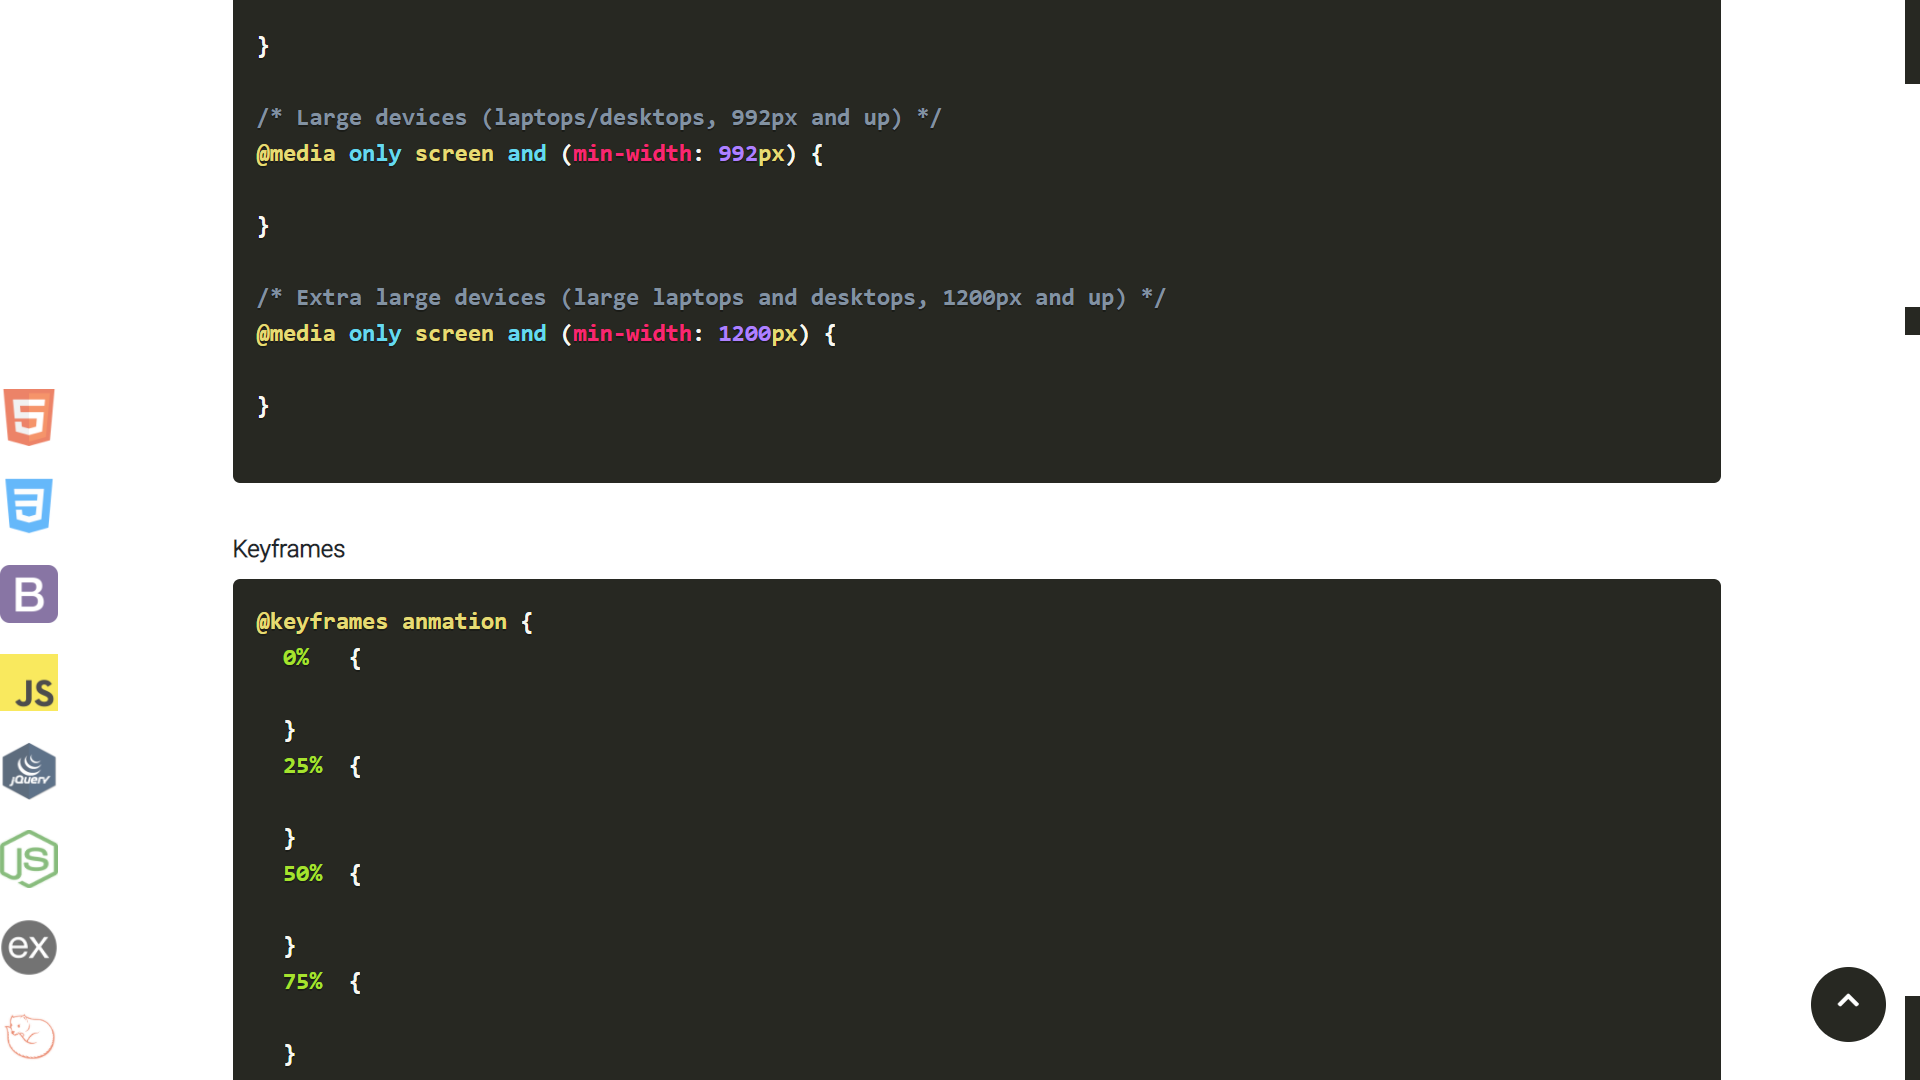 }
/* Large devices (laptops/desktops, 992px and up) */
@media only screen and (min-width: 992px) {
}
/* Extra large devices (large laptops and desktops, 1200px and up) */
@media only screen and (min-width: 1200px) {
}
Keyframes
@keyframes anmation {
0% {
}
25% {
}
50% {
}
75% {
}
5
3
B
JS
jQuery
JS
ex